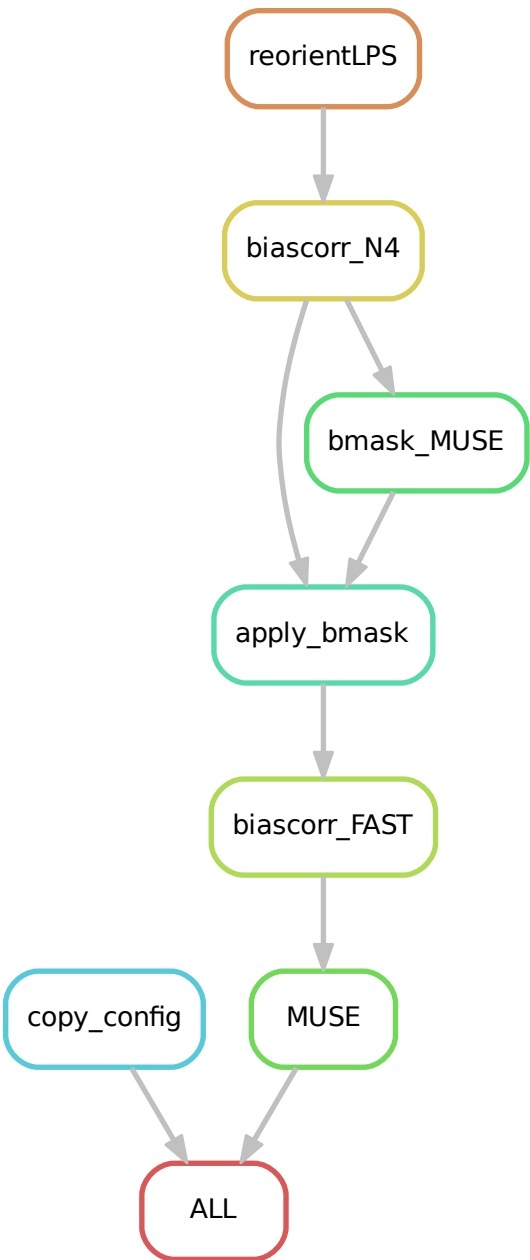 reorientLPS
biascorr_N4
bmask_MUSE
apply_bmask
biascorr_FAST
copy_config
MUSE
ALL